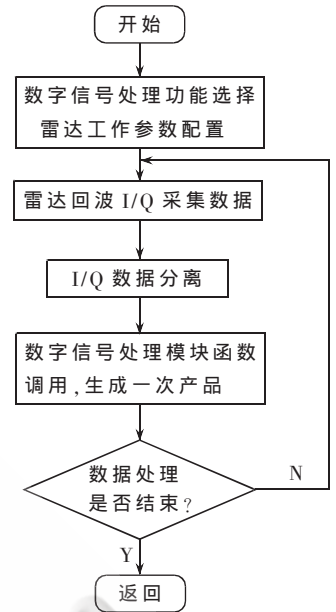 开始
数字信号处理功能选择
雷达工作参数配置
雷达回波 I/Q 采集数据
I/Q 数据分离
数字信号处理模块函数
调用,生成一次产品
数据处理
是否结束?
N
Y
返回